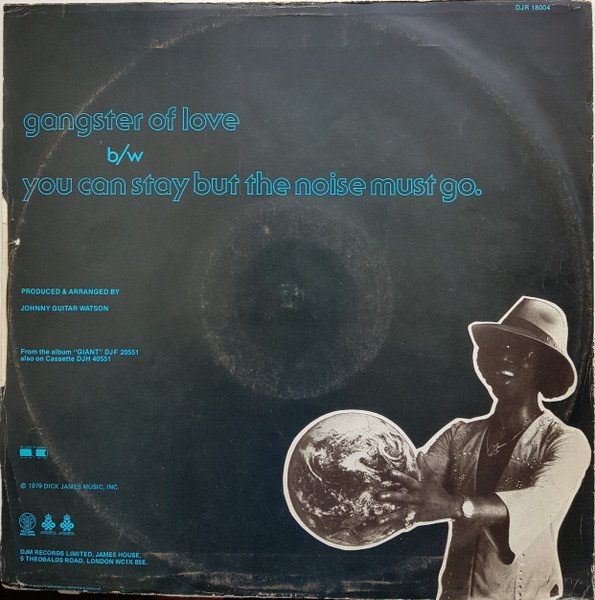 DJR 18004
gangster of love
b/w
you can stay but the noise must go.
PRODUCED & ARRANGED BY
JOHNNY GUITAR WATSON
From the album "GIANT" DJF 20551
also on Cassette DJH 40551
© 1979 DICK JAMES MUSIC, INC.
DJM RECORDS LIMITED, JAMES HOUSE,
5 THEOBALDS ROAD, LONDON WC1X 8SE.